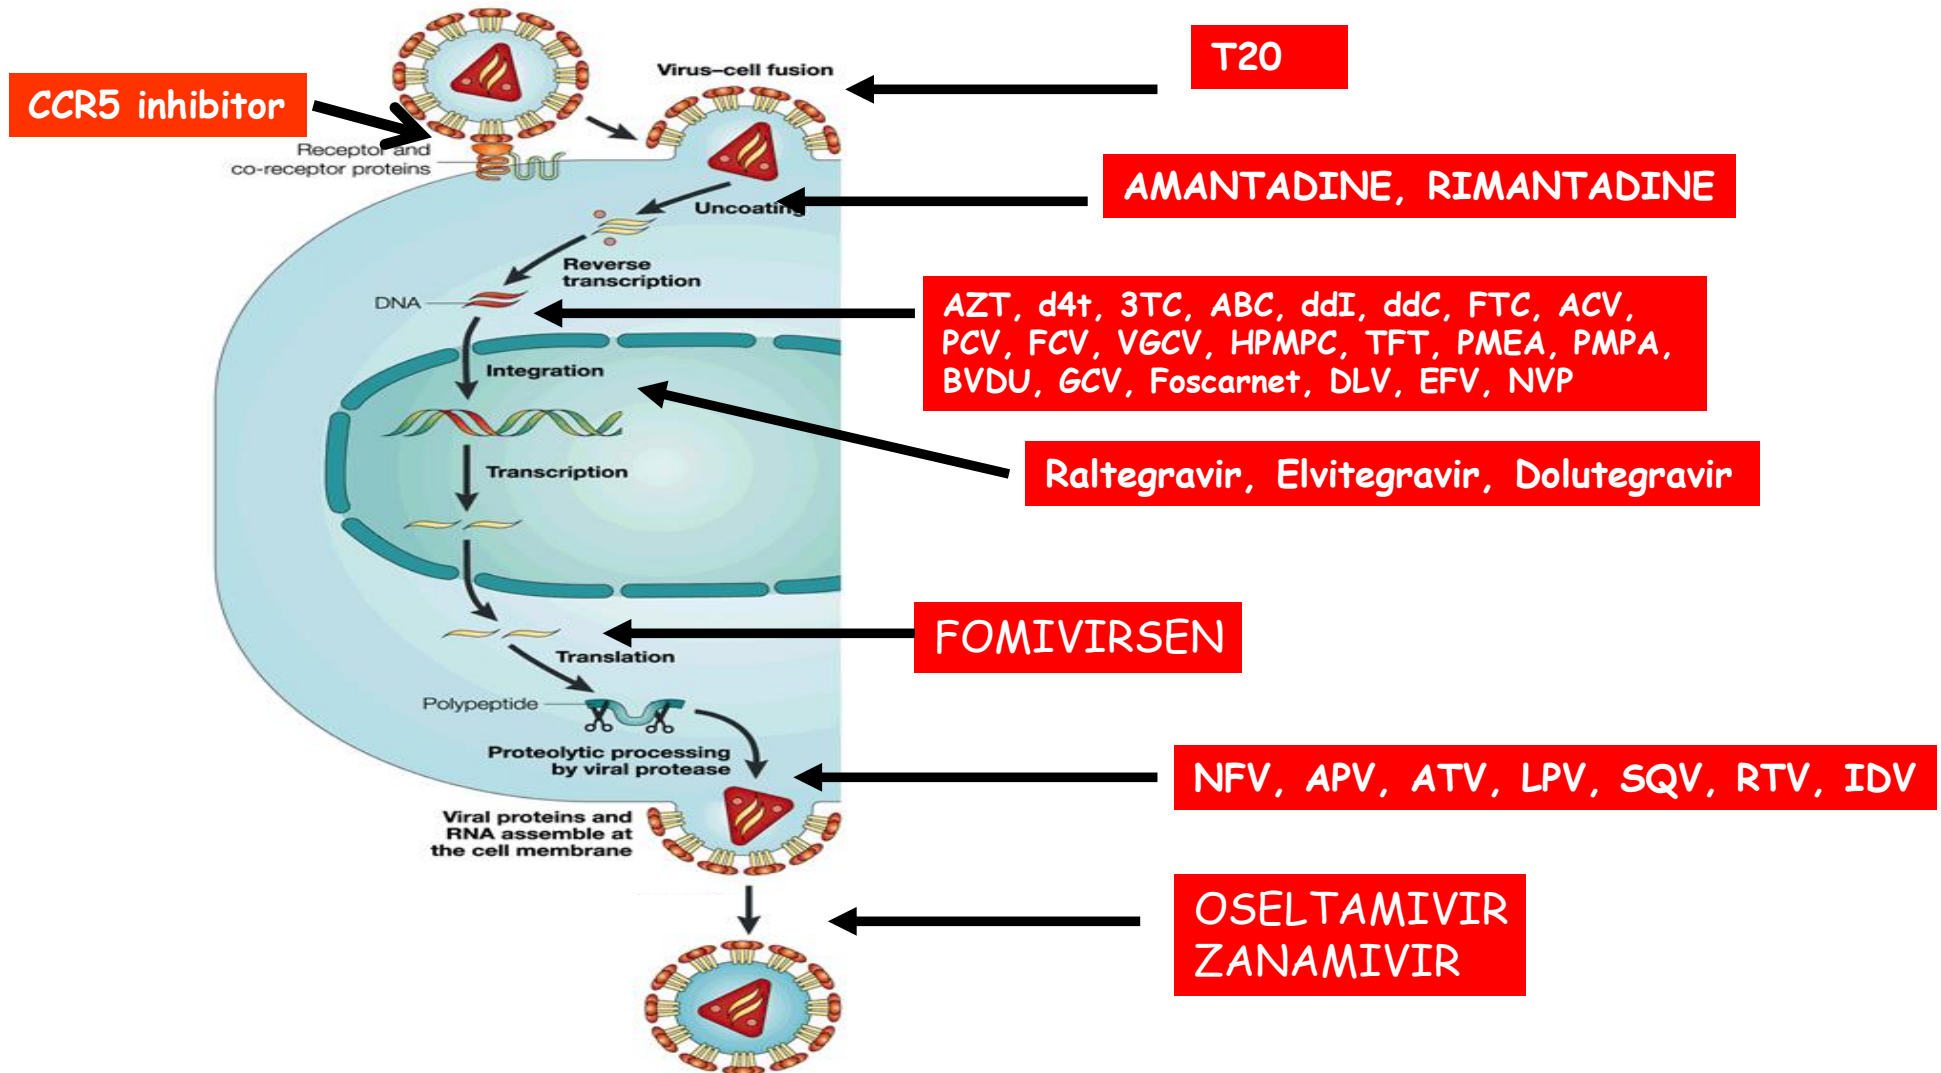 T20
Virus–cell fusion
CCR5 inhibitor
Receptor and
co-receptor proteins
AMANTADINE, RIMANTADINE
Uncoating
Reverse
transcription
DNA
AZT, d4t, 3TC, ABC, ddI, ddC, FTC, ACV,
PCV, FCV, VGCV, HPMPC, TFT, PMEA, PMPA,
BVDU, GCV, Foscarnet, DLV, EFV, NVP
Integration
Transcription
Raltegravir, Elvitegravir, Dolutegravir
FOMIVIRSEN
Translation
Polypeptide
Proteolytic processing
by viral protease
NFV, APV, ATV, LPV, SQV, RTV, IDV
Viral proteins and
RNA assemble at
the cell membrane
OSELTAMIVIR
ZANAMIVIR